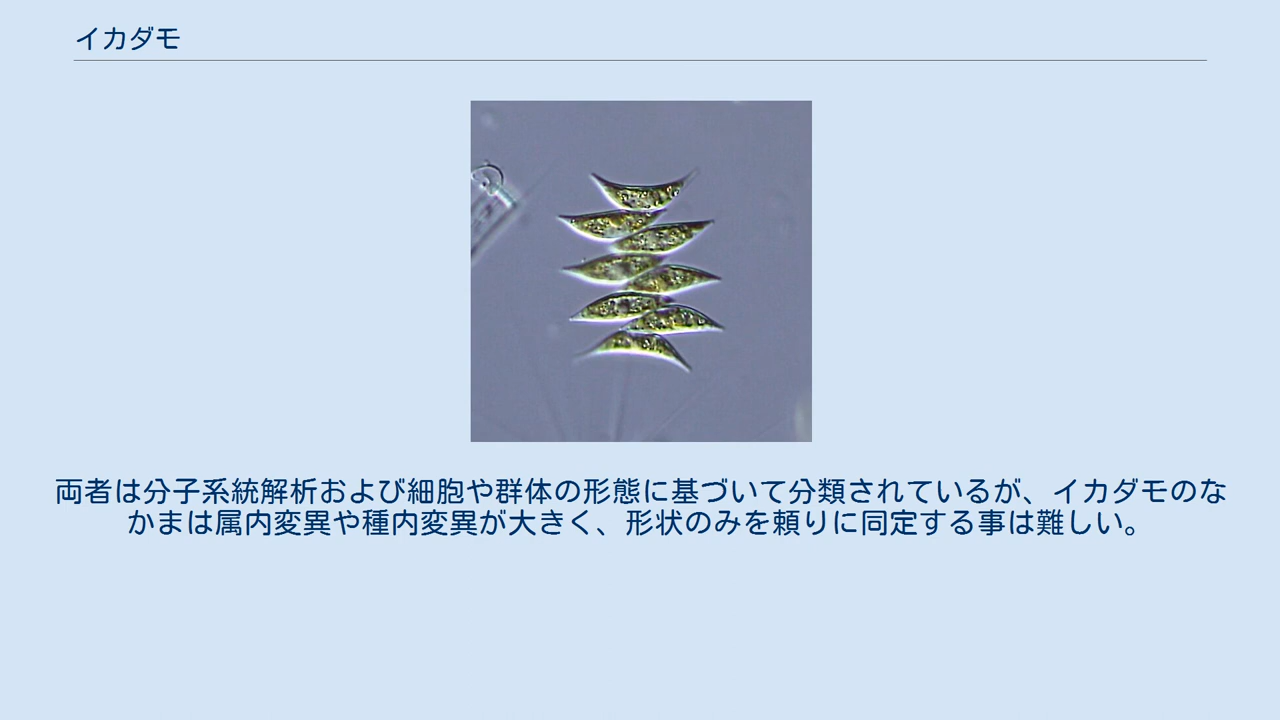 イカダモ
両者は分子系統解析および細胞や群体の形態に基づいて分類されているが、イカダモのな
かまは属内変異や種内変異が大きく、形状のみを頼りに同定する事は難しい。